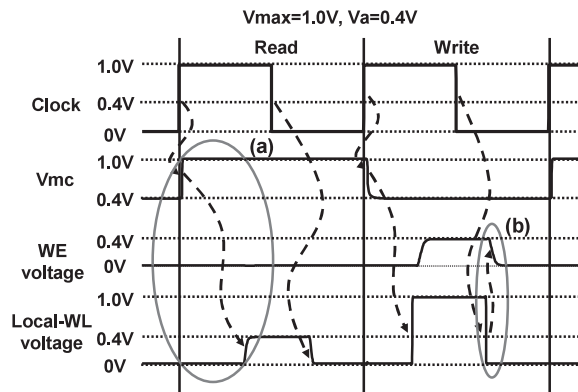 Vmax=1.0V, Va=0.4V
Read Write
1.0V
Clock 0.4V
0V
(a)
1.0V
Vmc
0.4V
(b)
WE 0.4V
voltage 0V
1.0V
Local-WL
voltage 0.4V
0V